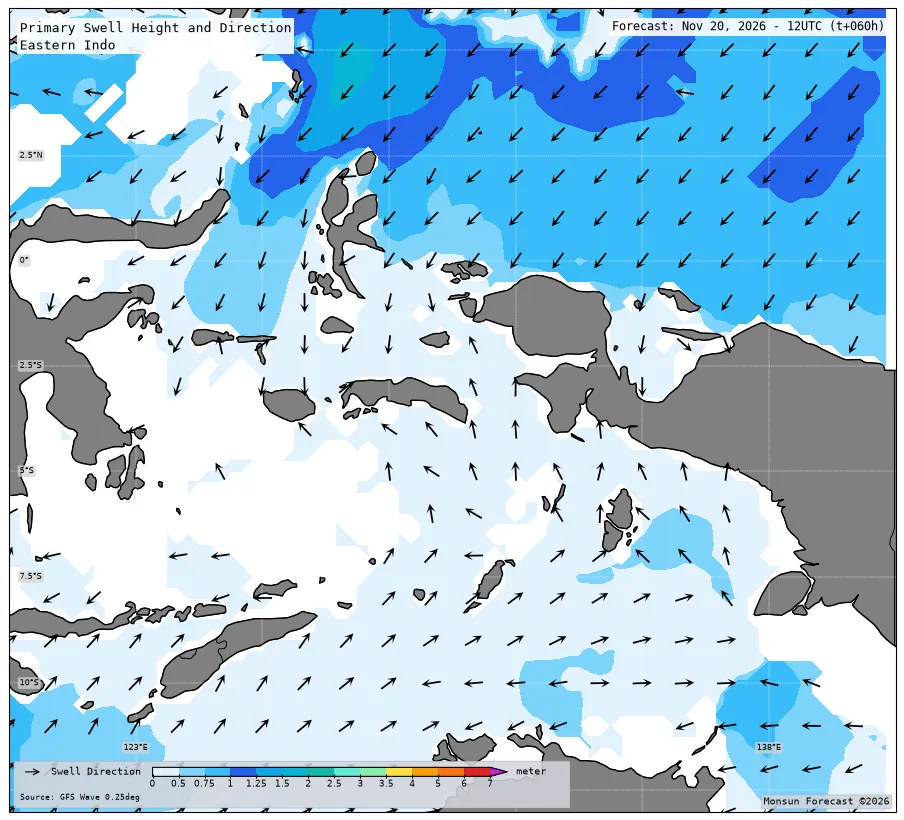 Primary Swell Height and Direction
Eastern Indo
Forecast: Nov 20, 2026 - 12UTC (t+060h)
2.5°N
0°
2.5°S
5°S
7.5°S
10°S
123°E
138°E
Swell Direction
meter
0 0.5 0.75 1 1.25 1.5 2 2.5 3 3.5 4 5 6 7
Source: GFS Wave 0.25deg
Monsun Forecast ©2026